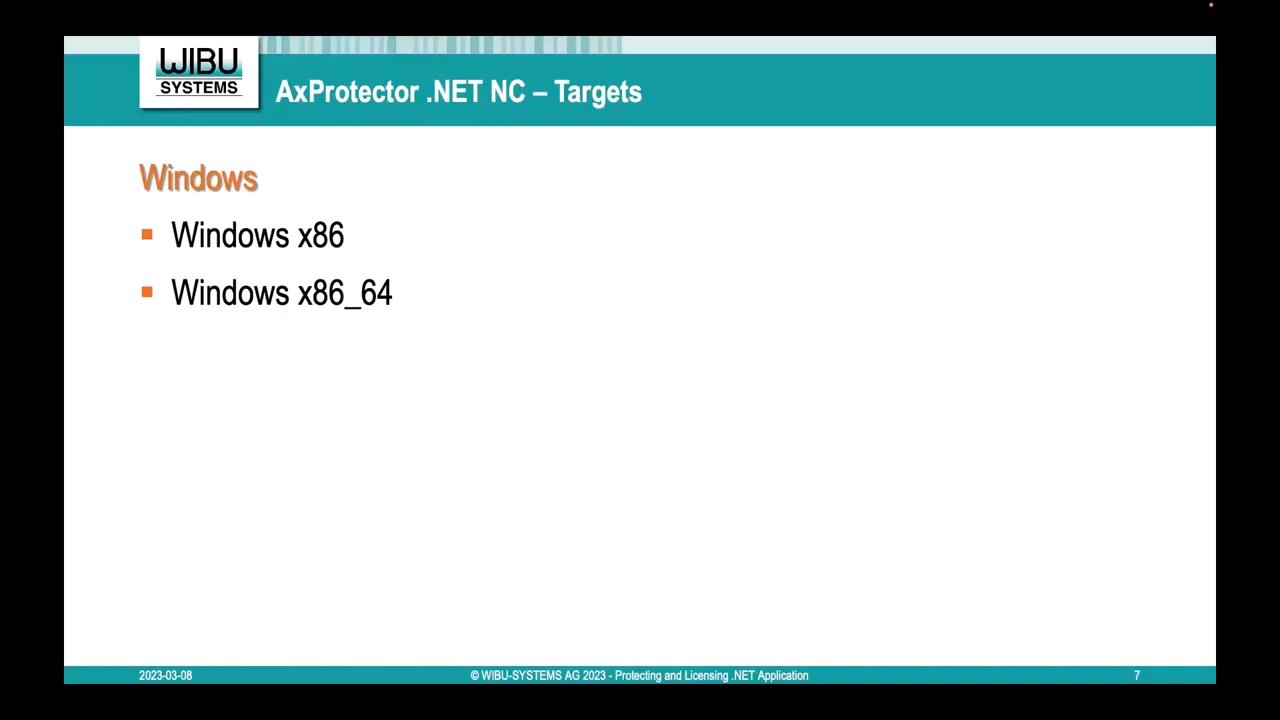 WIBU
SYSTEMS
AxProtector .NET NC – Targets
Windows
▪ Windows x86
▪ Windows x86_64
2023-03-08
© WIBU-SYSTEMS AG 2023 - Protecting and Licensing .NET Application
7